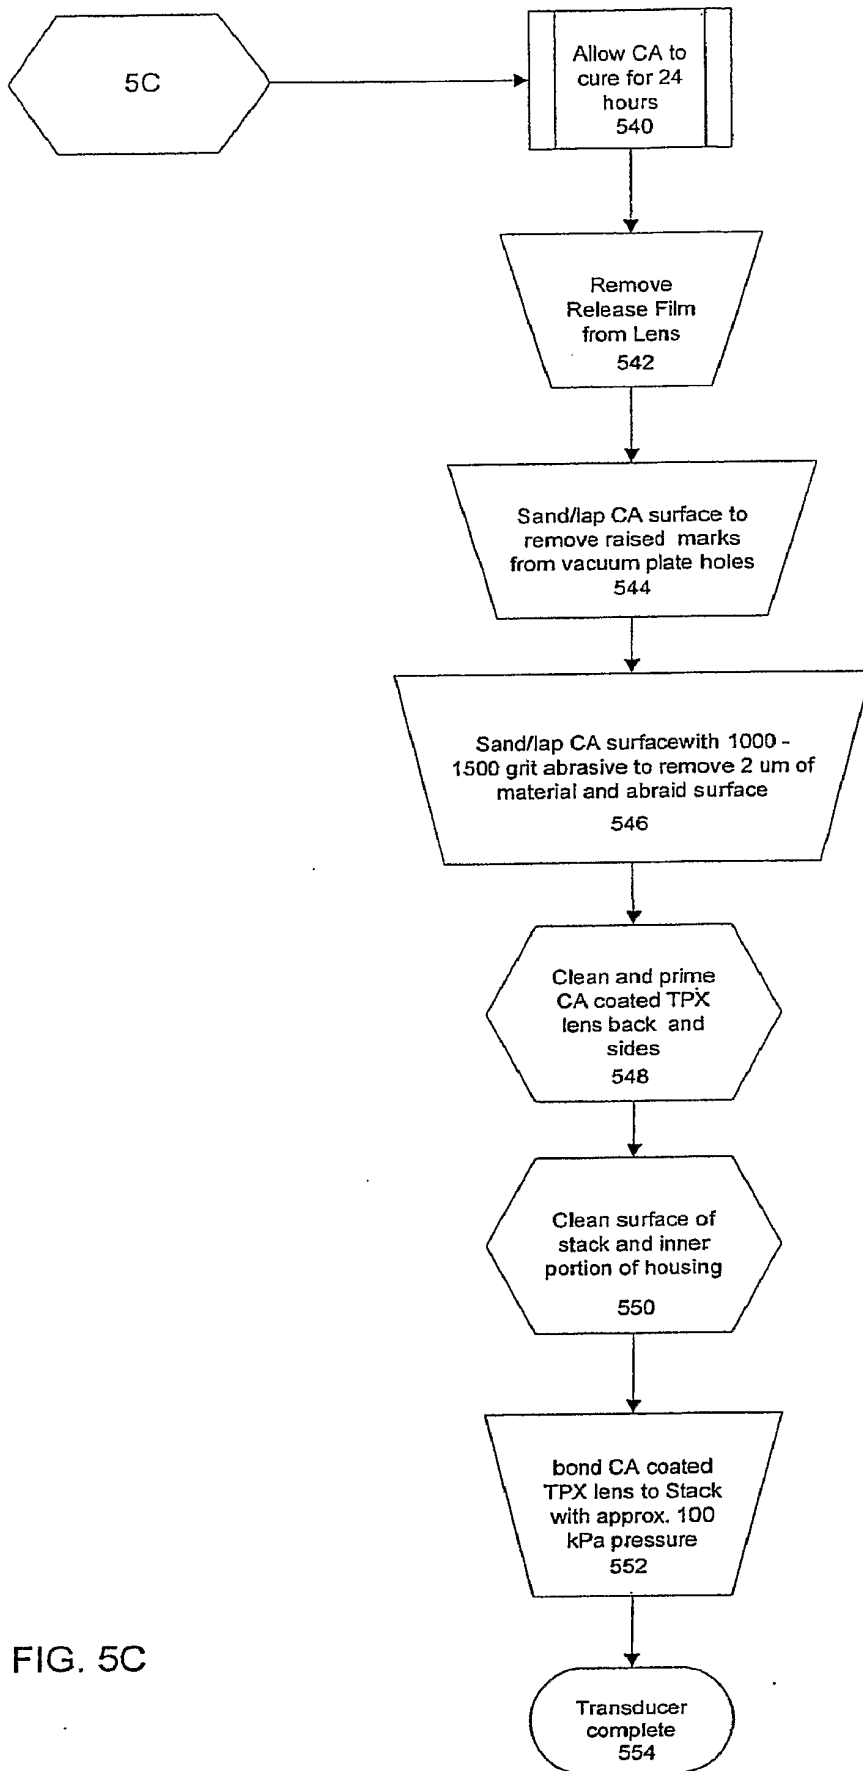 5C
Allow CA to
cure for 24
hours
540
Remove
Release Film
from Lens
542
Sand/lap CA surface to
remove raised marks
from vacuum plate holes
544
Sand/lap CA surfacewith 1000 -
1500 grit abrasive to remove 2 um of
material and abraid surface
546
Clean and prime
CA coated TPX
lens back and
sides
548
Clean surface of
stack and inner
portion of housing
550
bond CA coated
TPX lens to Stack
with approx. 100
kPa pressure
552
FIG. 5C
Transducer
complete
554